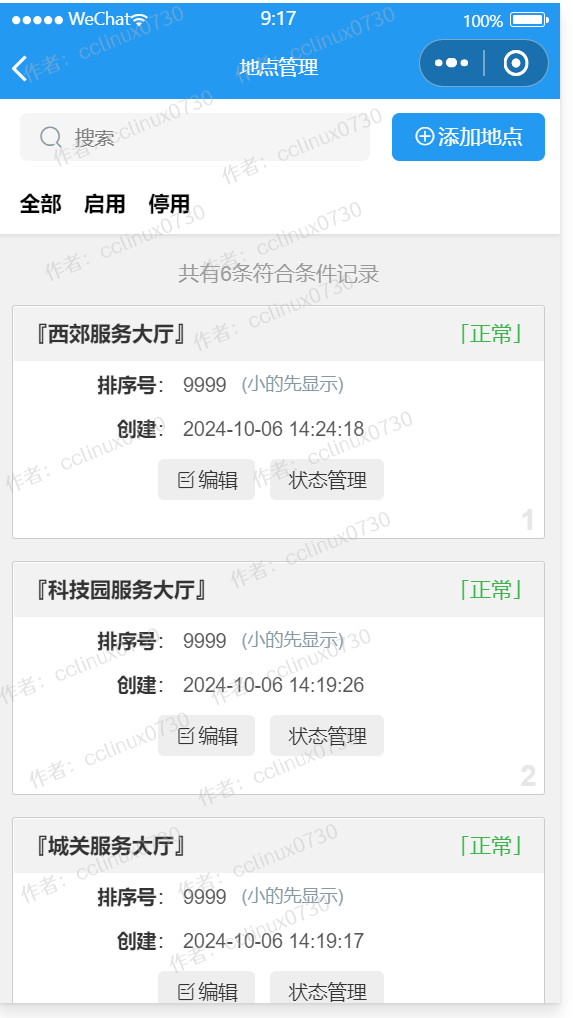 WeChat 9:17 100%
地点管理
搜索 添加地点
全部 启用 停用
共有6条符合条件记录
『西郊服务大厅』 「正常」
排序号： 9999 (小的先显示)
创建： 2024-10-06 14:24:18
编辑 状态管理
1
『科技园服务大厅』 「正常」
排序号： 9999 (小的先显示)
创建： 2024-10-06 14:19:26
编辑 状态管理
2
『城关服务大厅』 「正常」
排序号： 9999 (小的先显示)
创建： 2024-10-06 14:19:17
编辑 状态管理
作者：cclinux0730